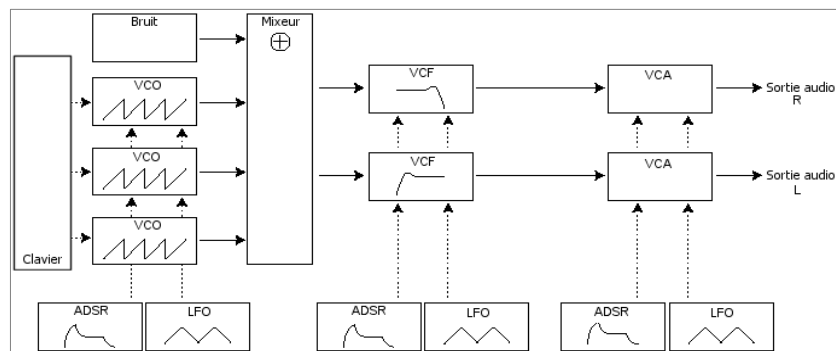 Bruit
Mixeur
VCO
VCF
VCA
Sortie audio
R
VCO
VCF
VCA
Sortie audio
L
VCO
Clavier
ADSR
LFO
ADSR
LFO
ADSR
LFO